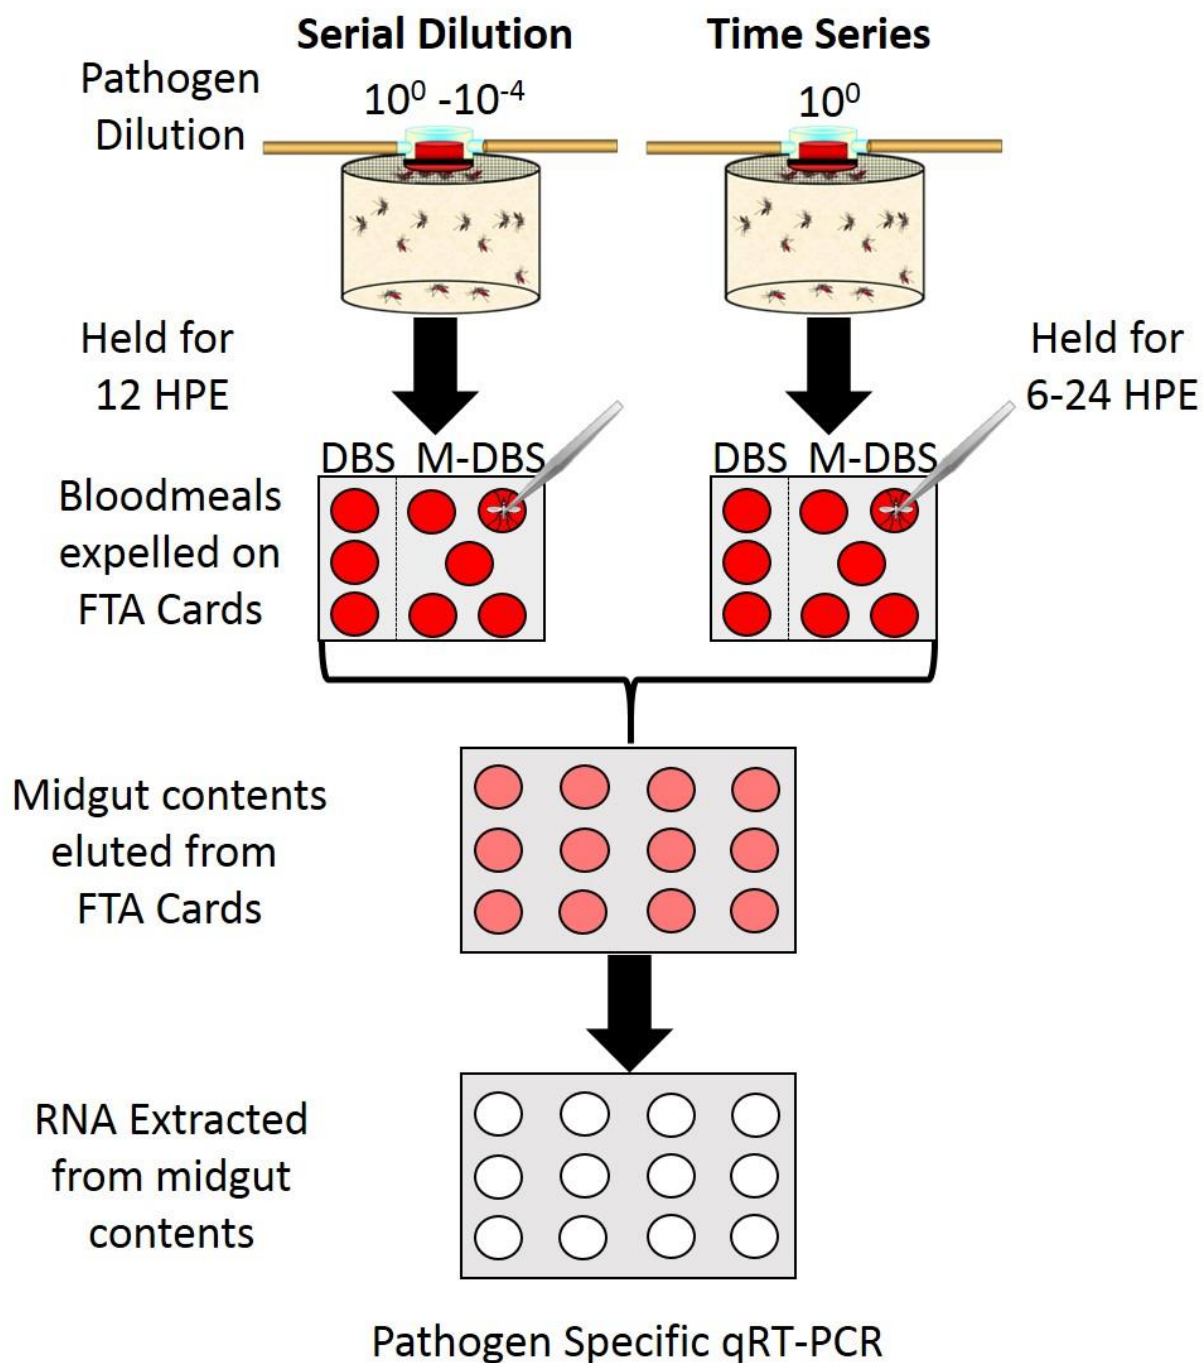 Serial Dilution
Time Series
Pathogen
Dilution
10⁰ -10⁻⁴
10⁰
Held for
12 HPE
Held for
6-24 HPE
DBS M-DBS
DBS M-DBS
Bloodmeals
expelled on
FTA Cards
Midgut contents
eluted from
FTA Cards
RNA Extracted
from midgut
contents
Pathogen Specific qRT-PCR